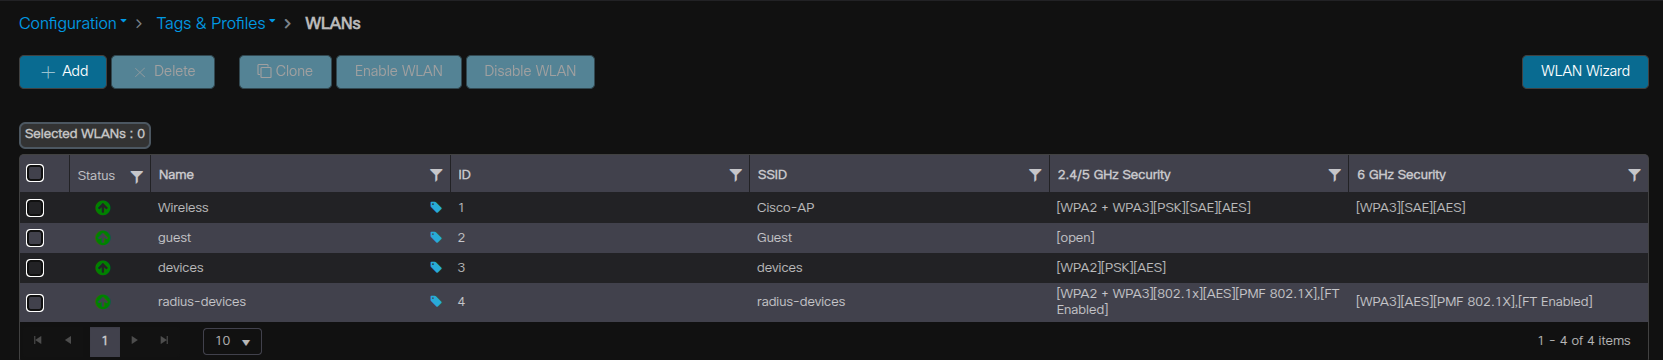 Configuration > Tags & Profiles > WLANs
+ Add × Delete Clone Enable WLAN Disable WLAN WLAN Wizard
Selected WLANs : 0
Status Name ID SSID 2.4/5 GHz Security 6 GHz Security
Wireless 1 Cisco-AP [WPA2 + WPA3][PSK][SAE][AES] [WPA3][SAE][AES]
guest 2 Guest [open]
devices 3 devices [WPA2][PSK][AES]
radius-devices 4 radius-devices [WPA2 + WPA3][802.1x][AES][PMF 802.1X],[FT
Enabled] [WPA3][AES][PMF 802.1X],[FT Enabled]
1 10 1 - 4 of 4 items